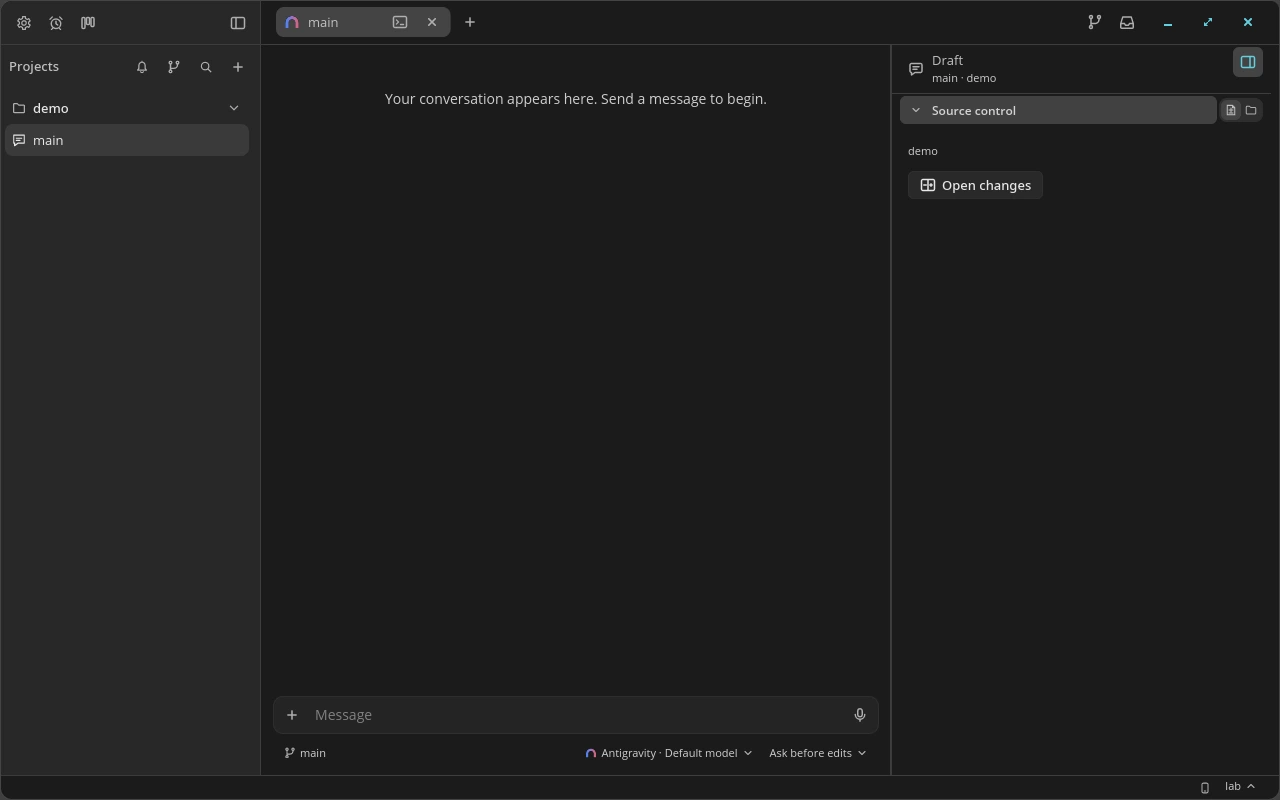 main
Projects
demo
main
Your conversation appears here. Send a message to begin.
Message
main
Antigravity · Default model
Ask before edits
Draft
main · demo
Source control
demo
Open changes
lab